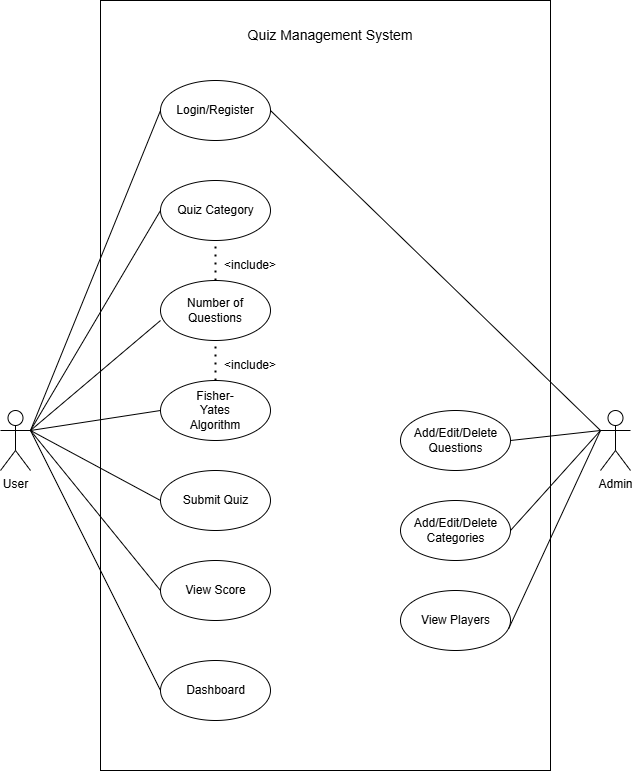 Quiz Management System
Login/Register
Quiz Category
<include>
Number of
Questions
<include>
Fisher-
Yates
Algorithm
Add/Edit/Delete
Questions
User
Admin
Submit Quiz
Add/Edit/Delete
Categories
View Score
View Players
Dashboard